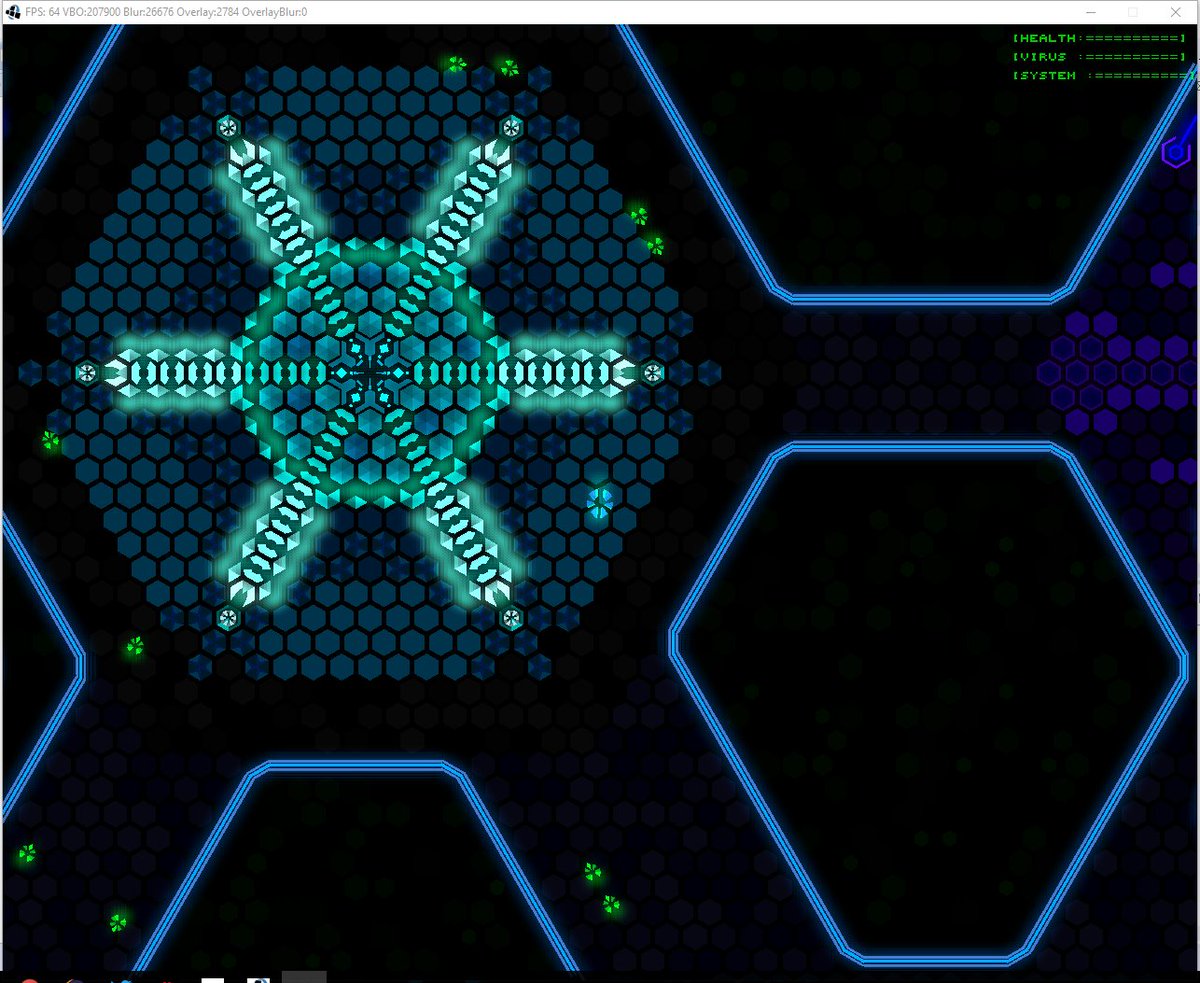 FPS: 64 VBO:207900 Blur:26676 Overlay:2784 OverlayBlur:0
[HEALTH:==========]
[VIRUS :==========]
[SYSTEM :==========]